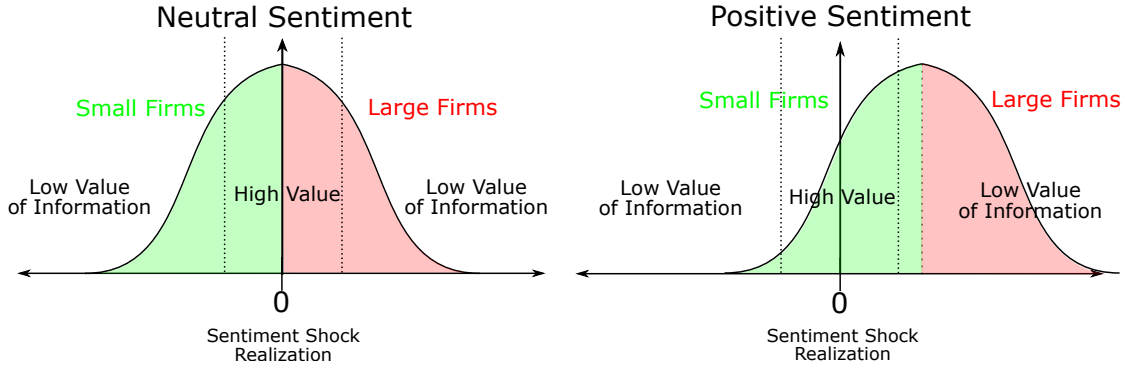 Neutral Sentiment
Small Firms
Large Firms
Low Value
of Information
High Value
Low Value
of Information
0
Sentiment Shock
Realization
Positive Sentiment
Small Firms
Large Firms
Low Value
of Information
High Value
Low Value
of Information
0
Sentiment Shock
Realization